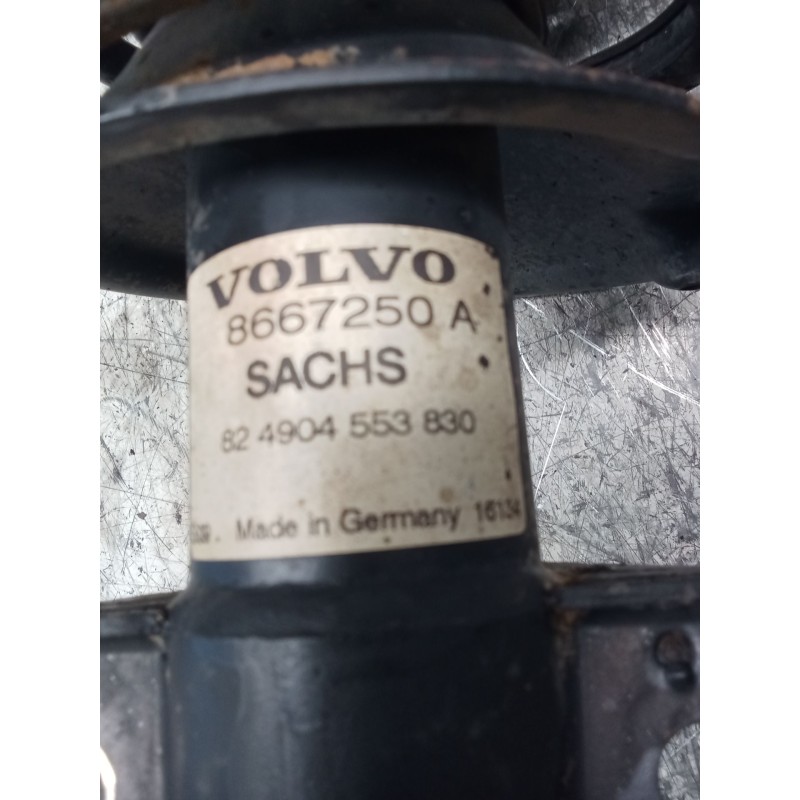 VOLVO
8667250 A
SACHS
82 4904 553 830
. Made in Germany 16134